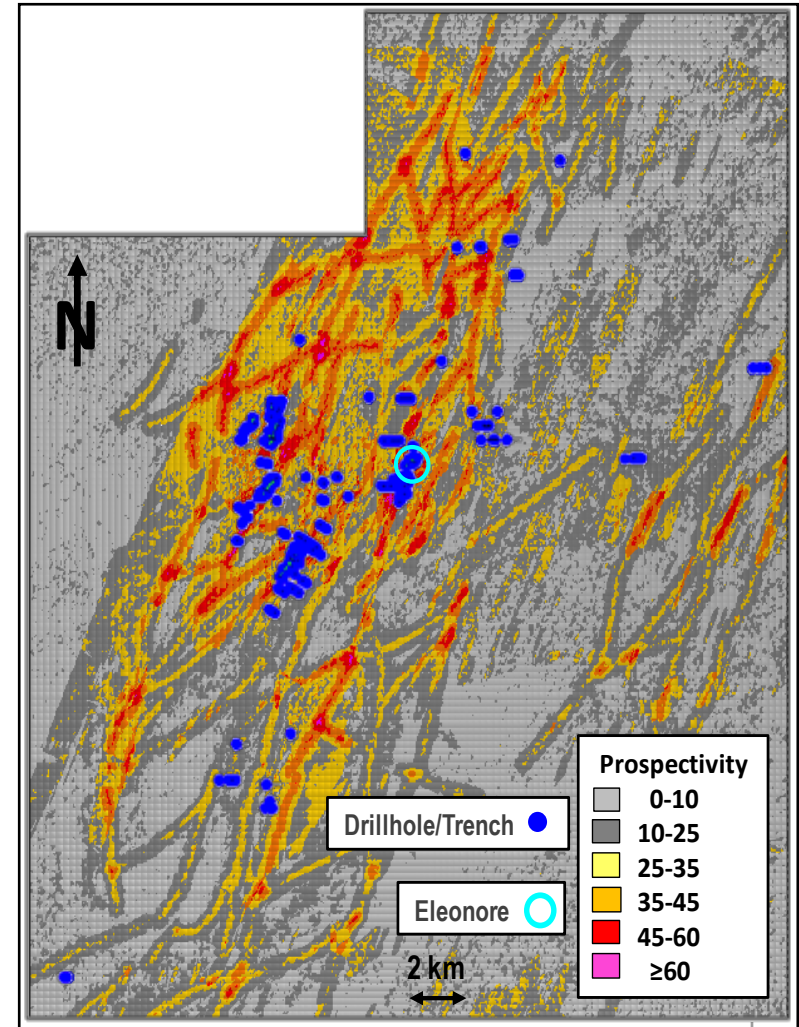 N
Prospectivity
0-10
10-25
25-35
35-45
45-60
≥60
Drillhole/Trench
Eleonore
2 km